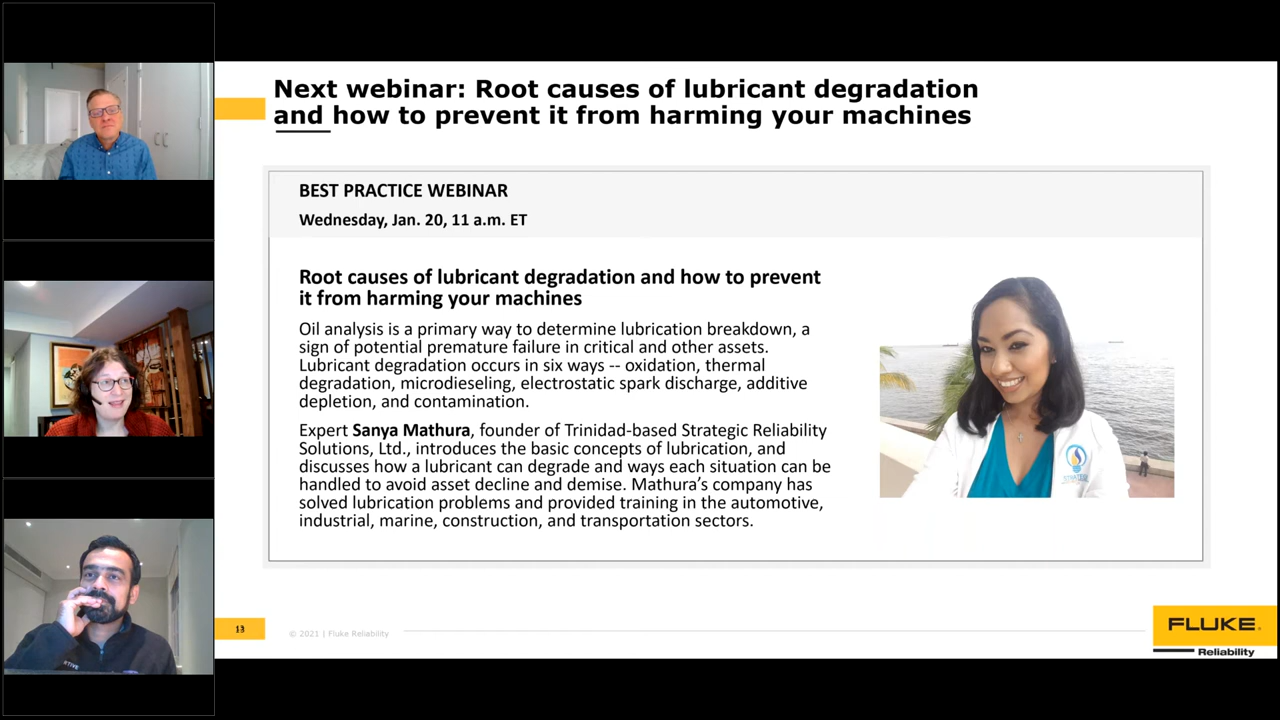 Next webinar: Root causes of lubricant degradation
and how to prevent it from harming your machines
BEST PRACTICE WEBINAR
Wednesday, Jan. 20, 11 a.m. ET
Root causes of lubricant degradation and how to prevent
it from harming your machines
Oil analysis is a primary way to determine lubrication breakdown, a
sign of potential premature failure in critical and other assets.
Lubricant degradation occurs in six ways -- oxidation, thermal
degradation, microdieseling, electrostatic spark discharge, additive
depletion, and contamination.
Expert Sanya Mathura, founder of Trinidad-based Strategic Reliability
Solutions, Ltd., introduces the basic concepts of lubrication, and
discusses how a lubricant can degrade and ways each situation can be
handled to avoid asset decline and demise. Mathura’s company has
solved lubrication problems and provided training in the automotive,
industrial, marine, construction, and transportation sectors.
© 2021 | Fluke Reliability
FLUKE®
Reliability